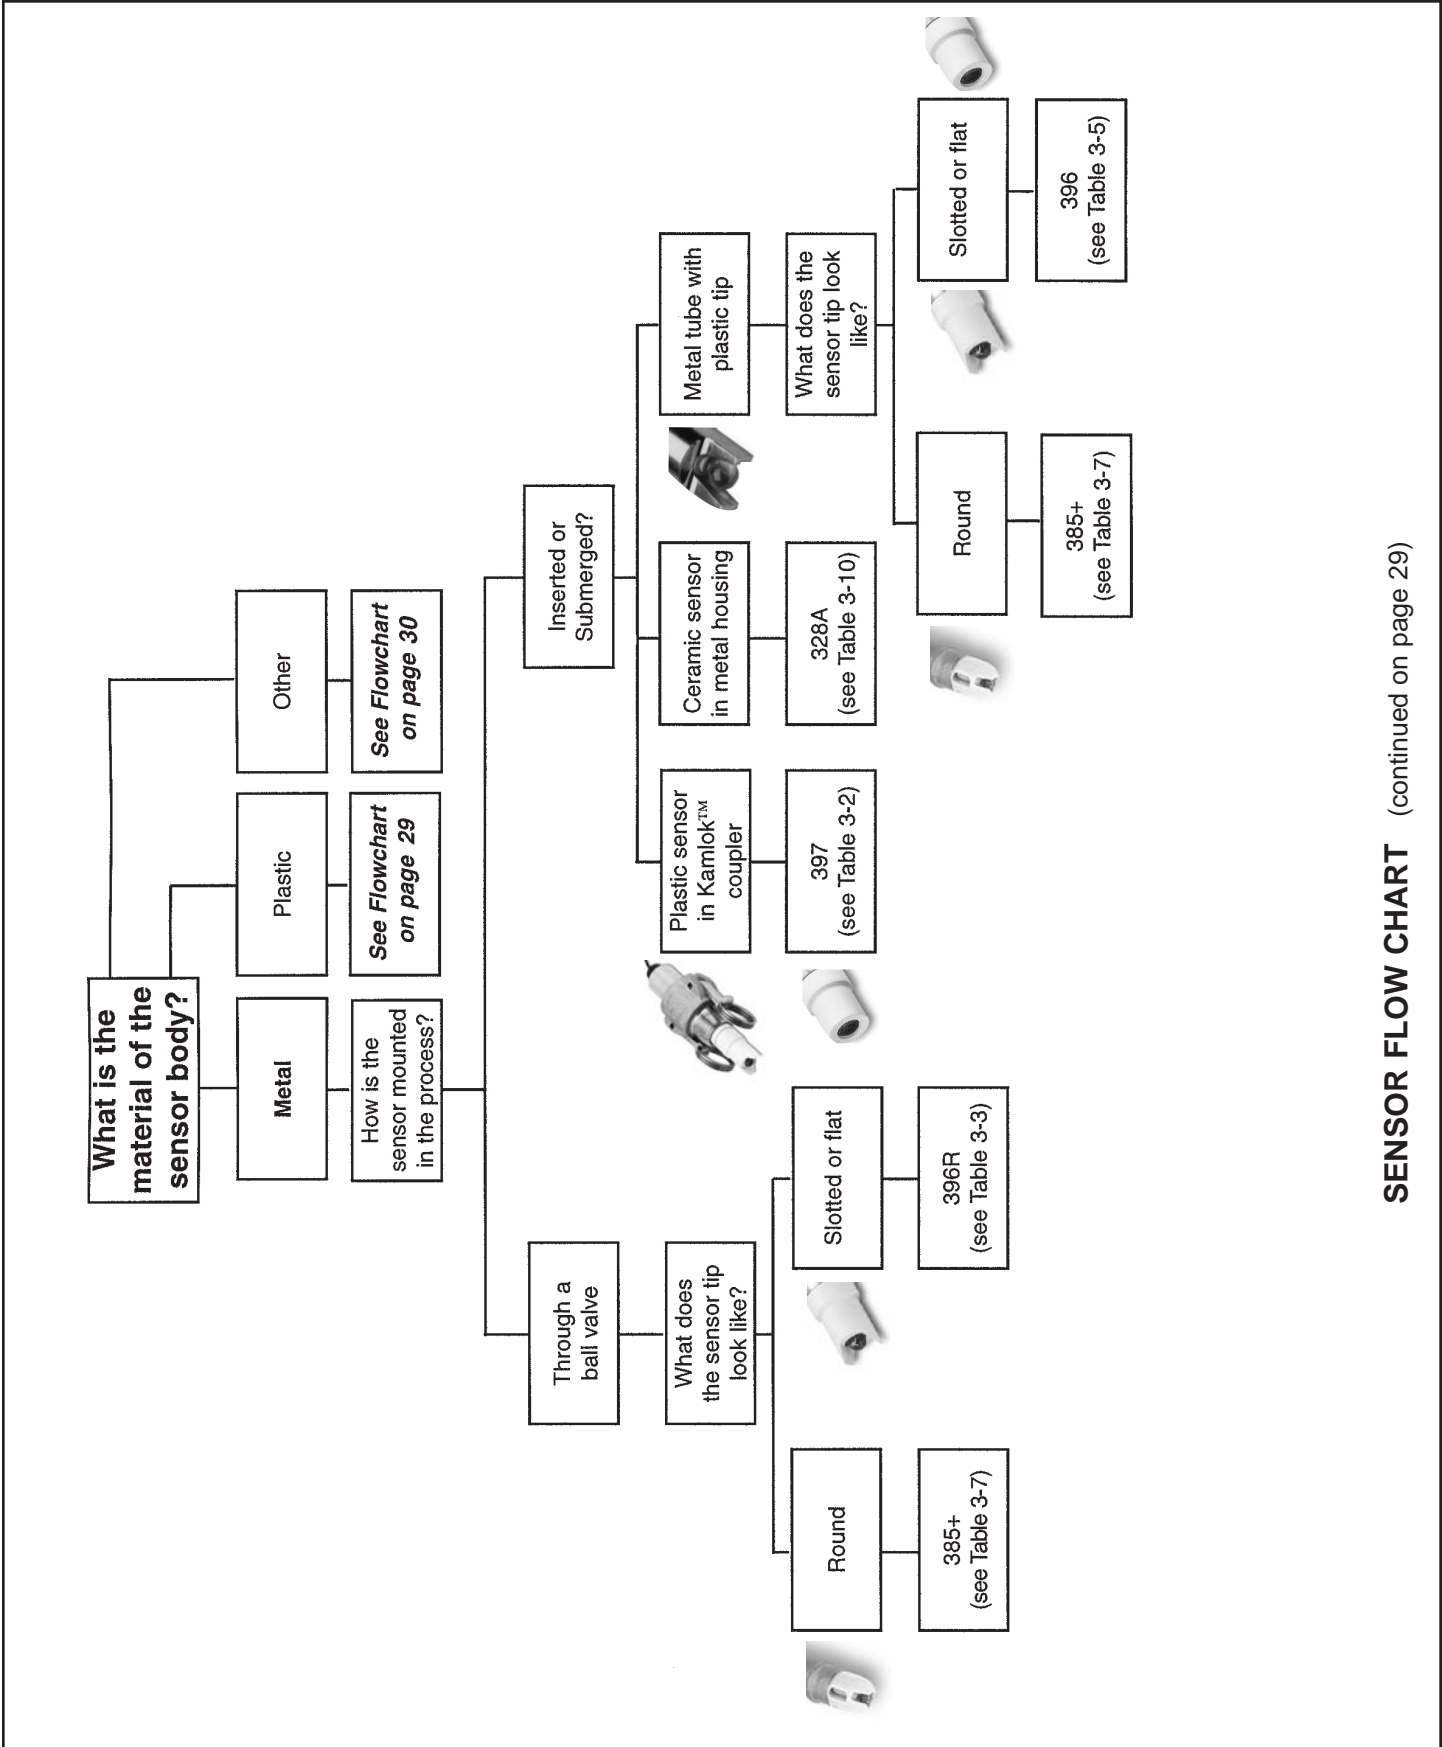 What is the
material of the
sensor body?
Metal
Plastic
Other
How is the
sensor mounted
in the process?
See Flowchart
on page 29
See Flowchart
on page 30
Through a
ball valve
Inserted or
Submerged?
What does
the sensor tip
look like?
Plastic sensor
in Kamlok™
coupler
Ceramic sensor
in metal housing
Metal tube with
plastic tip
Round
Slotted or flat
397
(see Table 3-2)
328A
(see Table 3-10)
What does the
sensor tip look
like?
385+
(see Table 3-7)
396R
(see Table 3-3)
Round
Slotted or flat
385+
(see Table 3-7)
396
(see Table 3-5)
SENSOR FLOW CHART (continued on page 29)